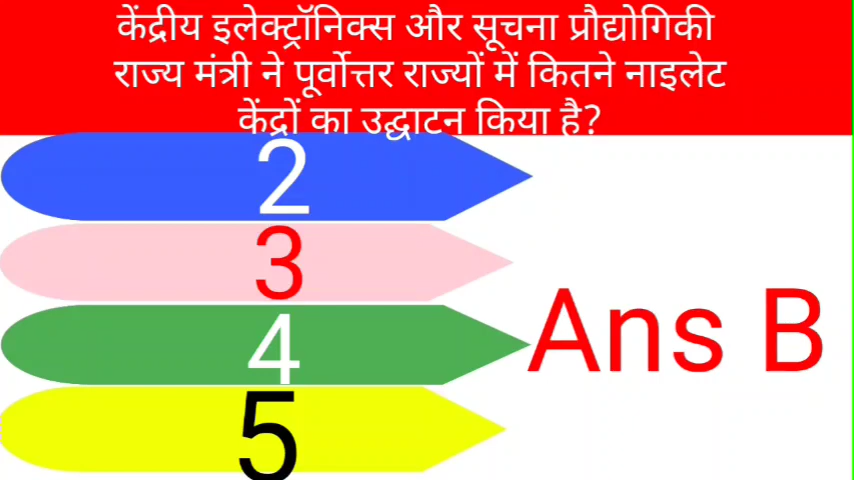 केंद्रीय इलेक्ट्रॉनिक्स और सूचना प्रौद्योगिकी
राज्य मंत्री ने पूर्वोत्तर राज्यों में कितने नाइलेट
केंद्रों का उद्घाटन किया है?
2
3
4
5
Ans B